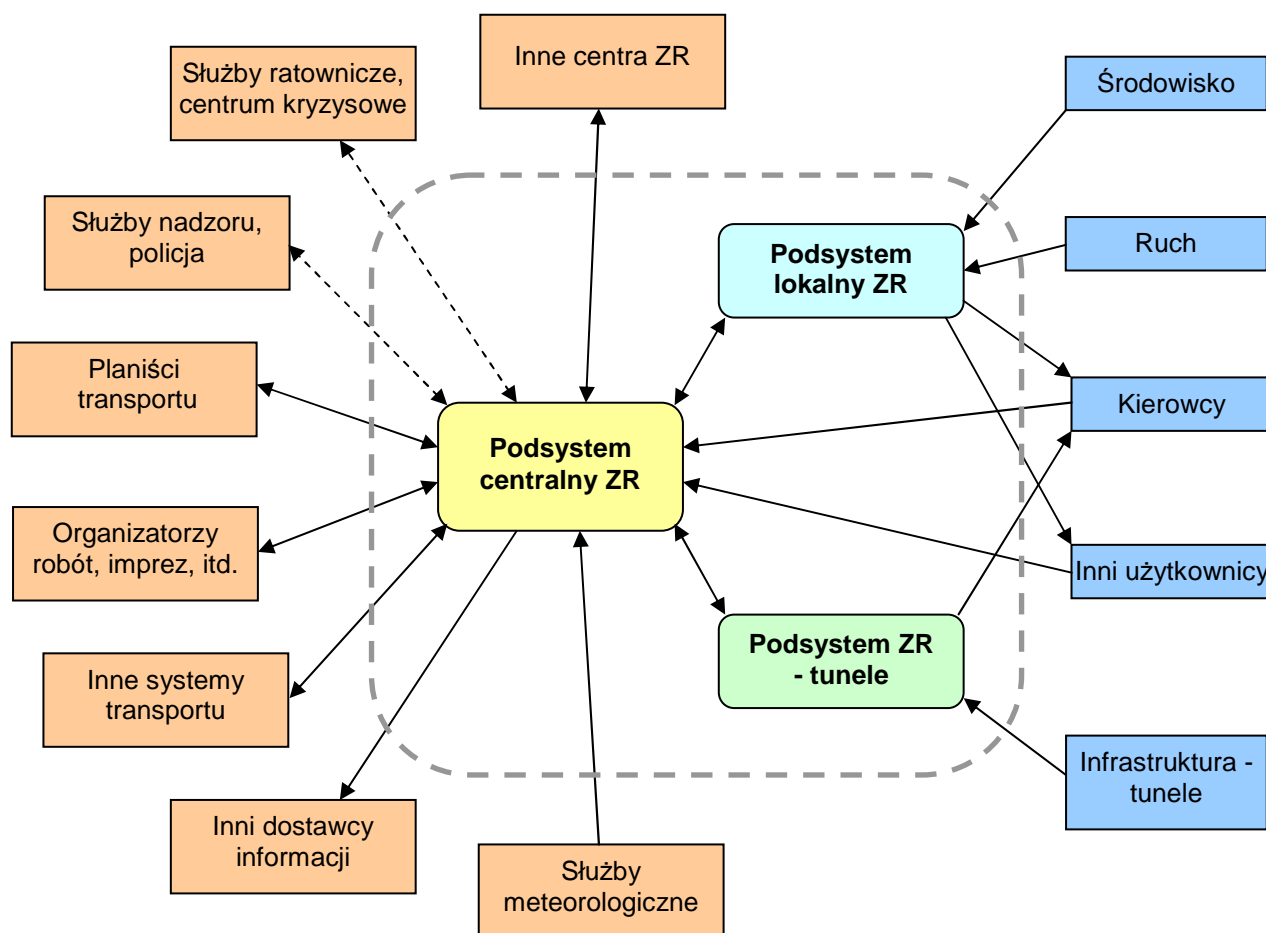 Inne centra ZR
Służby ratownicze,
centrum kryzysowe
Środowisko
Służby nadzoru,
policja
Podsystem
lokalny ZR
Ruch
Planiści
transportu
Kierowcy
Podsystem
centralny ZR
Organizatorzy
robót, imprez, itd.
Inni użytkownicy
Podsystem ZR
- tunele
Inne systemy
transportu
Infrastruktura -
tunele
Inni dostawcy
informacji
Służby
meteorologiczne